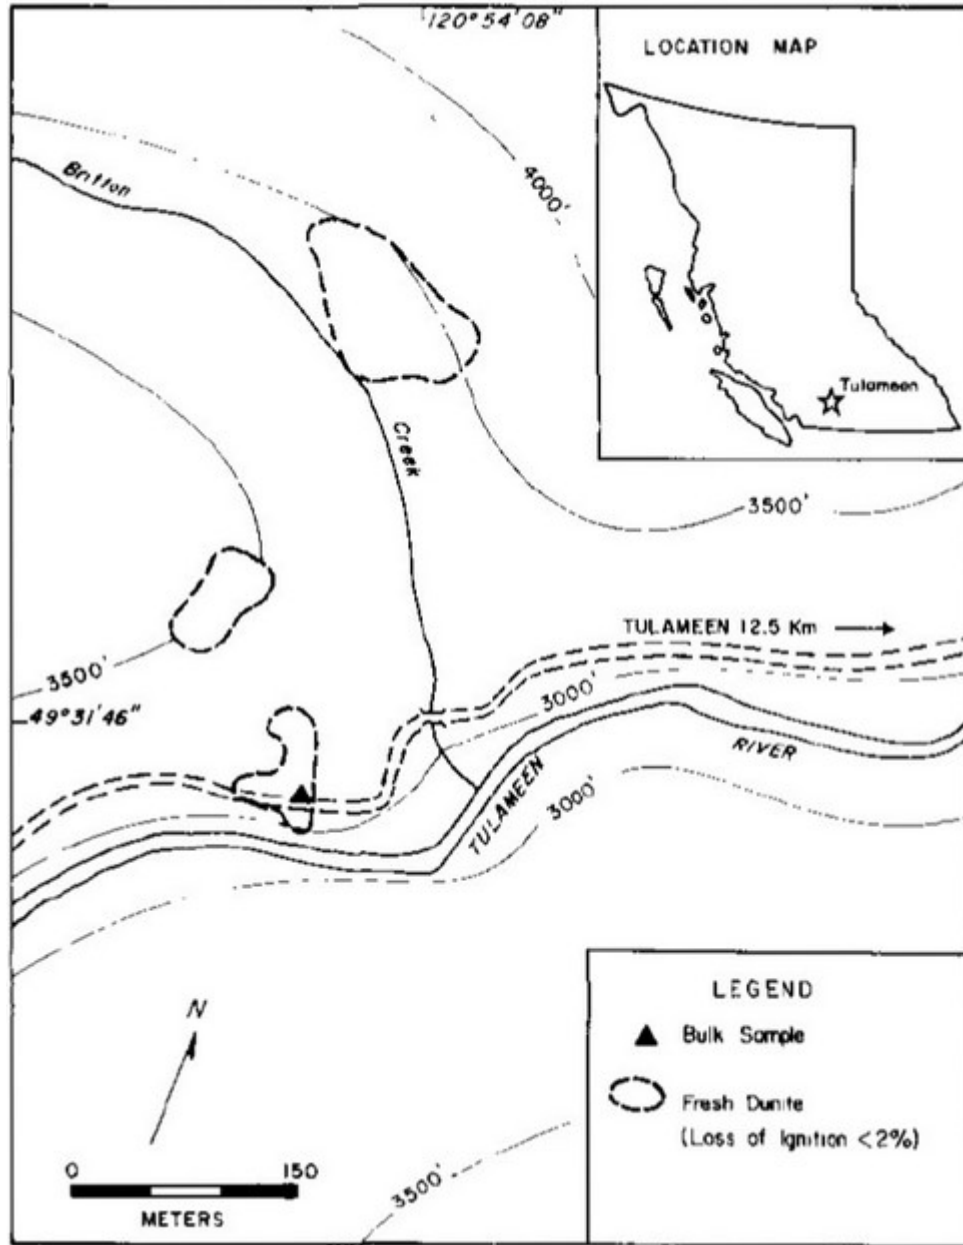 120°54'08"
LOCATION MAP
Britton
4000'
Tulameen
Creek
3500'
TULAMEEN 12.5 Km
3500'
3000'
49°31'46"
RIVER
TULAMEEN
3000'
LEGEND
N
Bulk Sample
Fresh Dunite
(Loss of Ignition <2%)
0 150
3500'
METERS